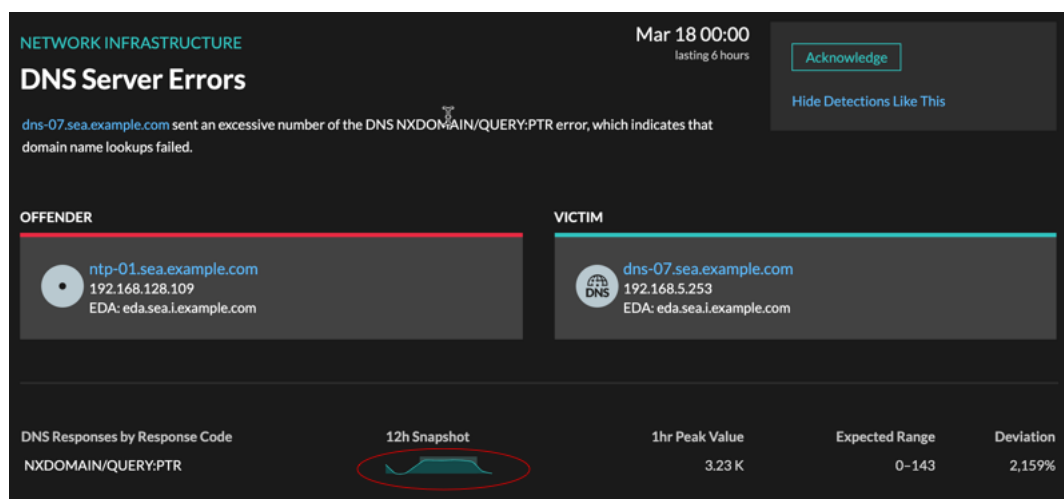 NETWORK INFRASTRUCTURE
DNS Server Errors
Mar 18 00:00
lasting 6 hours
Acknowledge
Hide Detections Like This
dns-07.sea.example.com sent an excessive number of the DNS NXDOMAIN/QUERY:PTR error, which indicates that
domain name lookups failed.
OFFENDER
ntp-01.sea.example.com
192.168.128.109
EDA: eda.sea.i.example.com
VICTIM
DNS
dns-07.sea.example.com
192.168.5.253
EDA: eda.sea.i.example.com
DNS Responses by Response Code 12h Snapshot 1hr Peak Value Expected Range Deviation
NXDOMAIN/QUERY:PTR 3.23 K 0–143 2,159%